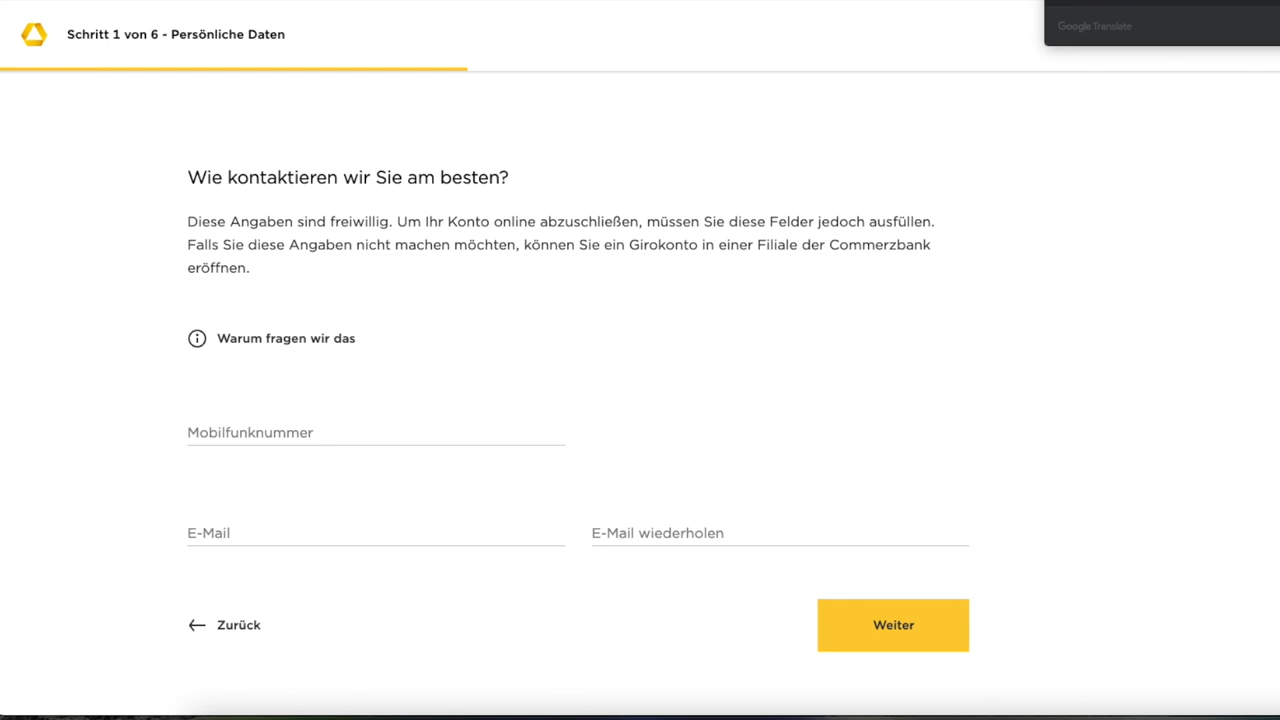 Schritt 1 von 6 - Persönliche Daten
Google Translate
Wie kontaktieren wir Sie am besten?
Diese Angaben sind freiwillig. Um Ihr Konto online abzuschließen, müssen Sie diese Felder jedoch ausfüllen.
Falls Sie diese Angaben nicht machen möchten, können Sie ein Girokonto in einer Filiale der Commerzbank
eröffnen.
Warum fragen wir das
Mobilfunknummer
E-Mail
E-Mail wiederholen
Zurück
Weiter